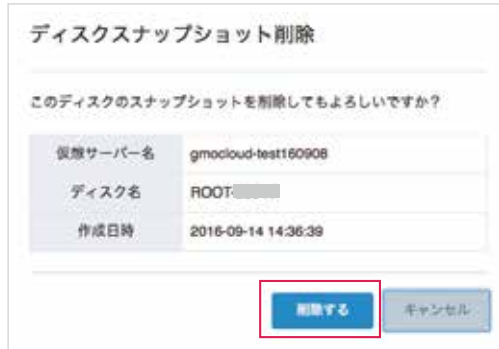 ディスクスナップショット削除
このディスクのスナップショットを削除してもよろしいですか？
仮想サーバー名 gmocloud-test160908
ディスク名 ROOT-
作成日時 2016-09-14 14:36:39
削除する キャンセル